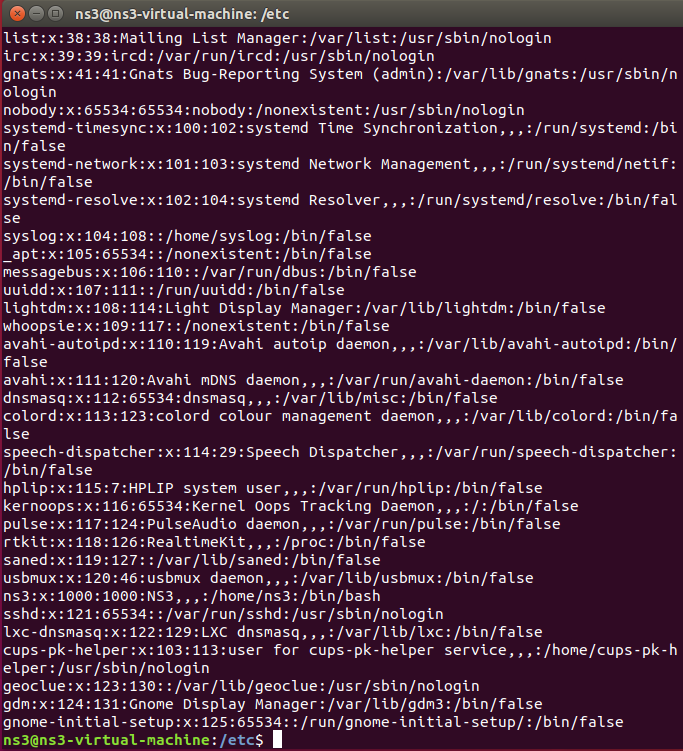 ns3@ns3-virtual-machine: /etc
list:x:38:38:Mailing List Manager:/var/list:/usr/sbin/nologin
irc:x:39:39:ircd:/var/run/ircd:/usr/sbin/nologin
gnats:x:41:41:Gnats Bug-Reporting System (admin):/var/lib/gnats:/usr/sbin/n
ologin
nobody:x:65534:65534:nobody:/nonexistent:/usr/sbin/nologin
systemd-timesync:x:100:102:systemd Time Synchronization,,,:/run/systemd:/bi
n/false
systemd-network:x:101:103:systemd Network Management,,,:/run/systemd/netif:
/bin/false
systemd-resolve:x:102:104:systemd Resolver,,,:/run/systemd/resolve:/bin/fal
se
syslog:x:104:108::/home/syslog:/bin/false
_apt:x:105:65534::/nonexistent:/bin/false
messagebus:x:106:110::/var/run/dbus:/bin/false
uuidd:x:107:111::/run/uuidd:/bin/false
lightdm:x:108:114:Light Display Manager:/var/lib/lightdm:/bin/false
whoopsie:x:109:117::/nonexistent:/bin/false
avahi-autoipd:x:110:119:Avahi autoip daemon,,,:/var/lib/avahi-autoipd:/bin/
false
avahi:x:111:120:Avahi mDNS daemon,,,:/var/run/avahi-daemon:/bin/false
dnsmasq:x:112:65534:dnsmasq,,,:/var/lib/misc:/bin/false
colord:x:113:123:colord colour management daemon,,,:/var/lib/colord:/bin/fa
lse
speech-dispatcher:x:114:29:Speech Dispatcher,,,:/var/run/speech-dispatcher:
/bin/false
hplip:x:115:7:HPLIP system user,,,:/var/run/hplip:/bin/false
kernoops:x:116:65534:Kernel Oops Tracking Daemon,,,:/:/bin/false
pulse:x:117:124:PulseAudio daemon,,,:/var/run/pulse:/bin/false
rtkit:x:118:126:RealtimeKit,,,:/proc:/bin/false
saned:x:119:127::/var/lib/saned:/bin/false
usbmux:x:120:46:usbmux daemon,,,:/var/lib/usbmux:/bin/false
ns3:x:1000:1000:NS3,,,:/home/ns3:/bin/bash
sshd:x:121:65534::/var/run/sshd:/usr/sbin/nologin
lxc-dnsmasq:x:122:129:LXC dnsmasq,,,:/var/lib/lxc:/bin/false
cups-pk-helper:x:103:113:user for cups-pk-helper service,,,:/home/cups-pk-h
elper:/usr/sbin/nologin
geoclue:x:123:130::/var/lib/geoclue:/usr/sbin/nologin
gdm:x:124:131:Gnome Display Manager:/var/lib/gdm3:/bin/false
gnome-initial-setup:x:125:65534::/run/gnome-initial-setup/:/bin/false
ns3@ns3-virtual-machine:/etc$